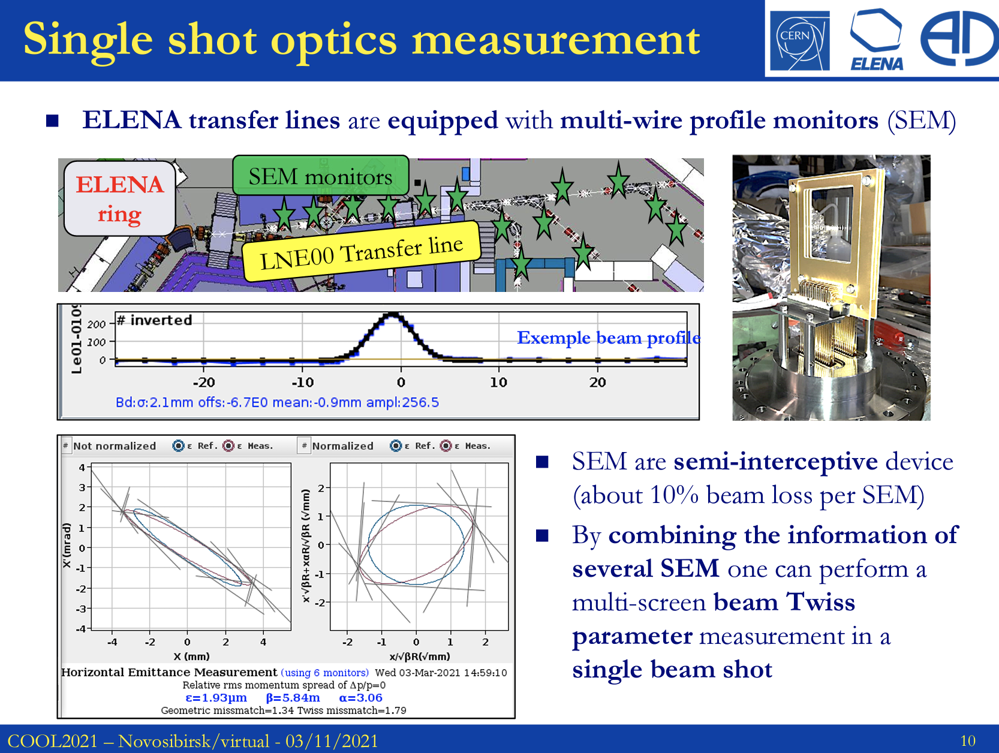 Single shot optics measurement
CERN
ELENA
AD
ELENA transfer lines are equipped with multi-wire profile monitors (SEM)
ELENA
ring
SEM monitors
LNE00 Transfer line
Le01-0109
# inverted
Exemple beam profile
200
100
0
-20 -10 0 10 20
Bd:σ:2.1mm offs:-6.7E0 mean:-0.9mm ampl:256.5
# Not normalized ε Ref. ε Meas.
# Normalized ε Ref. ε Meas.
X'(mrad)
4
3
2
1
0
-1
-2
-3
-4
-4 -2 0 2 4
X (mm)
x'√βR+xαR/√βR (√mm)
2
1
0
-1
-2
-2 -1 0 1 2
x/√βR(√mm)
Horizontal Emittance Measurement (using 6 monitors) Wed 03-Mar-2021 14:59:10
Relative rms momentum spread of Δp/p=0
ε=1.93µm β=5.84m α=3.06
Geometric missmatch=1.34 Twiss missmatch=1.79
SEM are semi-interceptive device
(about 10% beam loss per SEM)
By combining the information of
several SEM one can perform a
multi-screen beam Twiss
parameter measurement in a
single beam shot
COOL2021 – Novosibirsk/virtual - 03/11/2021
10